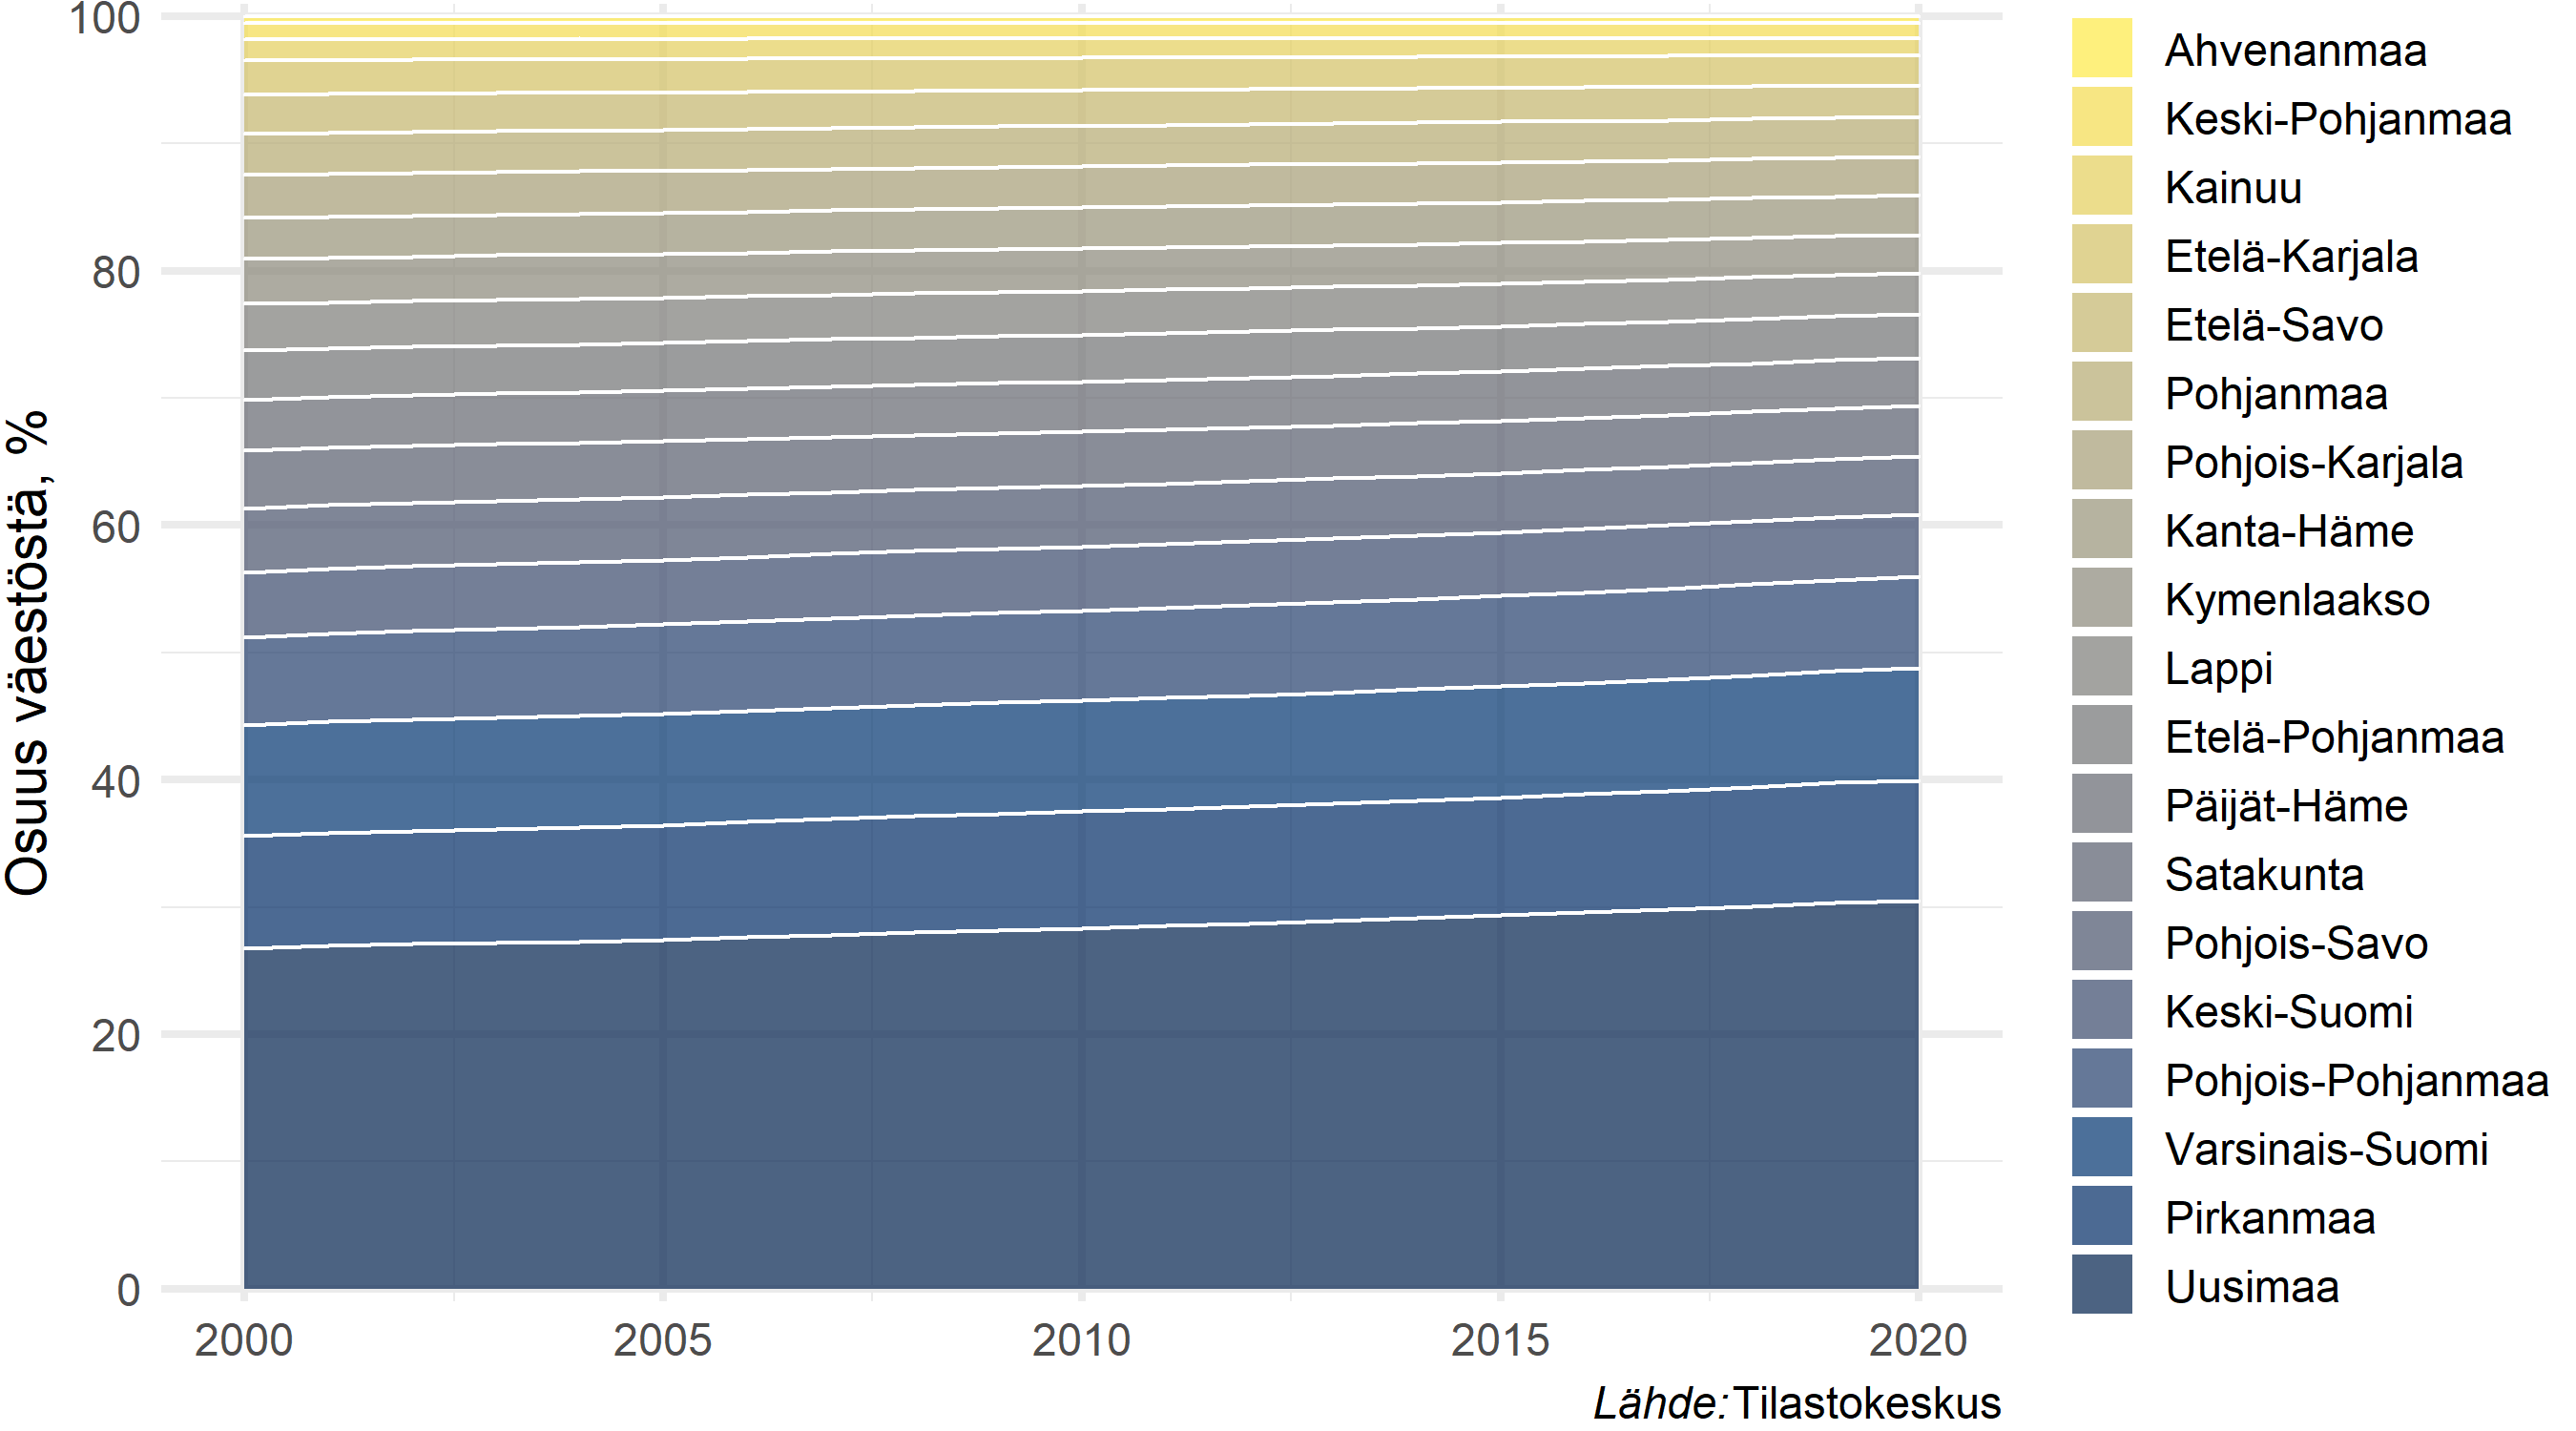 Osuus väestöstä, %
100
80
60
40
20
0
2000 2005 2010 2015 2020
Ahvenanmaa
Keski-Pohjanmaa
Kainuu
Etelä-Karjala
Etelä-Savo
Pohjanmaa
Pohjois-Karjala
Kanta-Häme
Kymenlaakso
Lappi
Etelä-Pohjanmaa
Päijät-Häme
Satakunta
Pohjois-Savo
Keski-Suomi
Pohjois-Pohjanmaa
Varsinais-Suomi
Pirkanmaa
Uusimaa
Lähde: Tilastokeskus